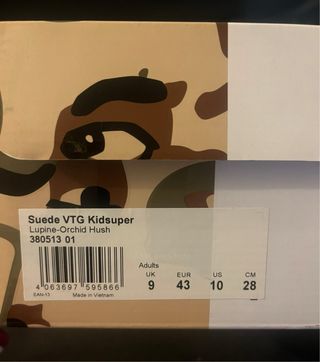 Suede VTG Kidsuper
Lupine-Orchid Hush
380513 01
Adults
UK EUR US CM
9 43 10 28
4 063697 595866
EAN-13 Made in Vietnam